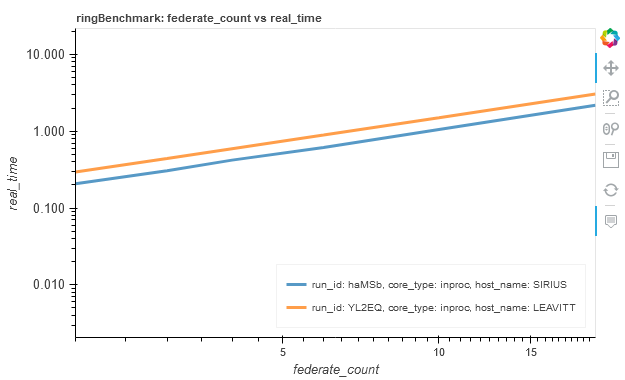 ringBenchmark: federate_count vs real_time
10.000
1.000
0.100
0.010
real_time
run_id: haMSb, core_type: inproc, host_name: SIRIUS
run_id: YL2EQ, core_type: inproc, host_name: LEAVITT
5
10
15
federate_count